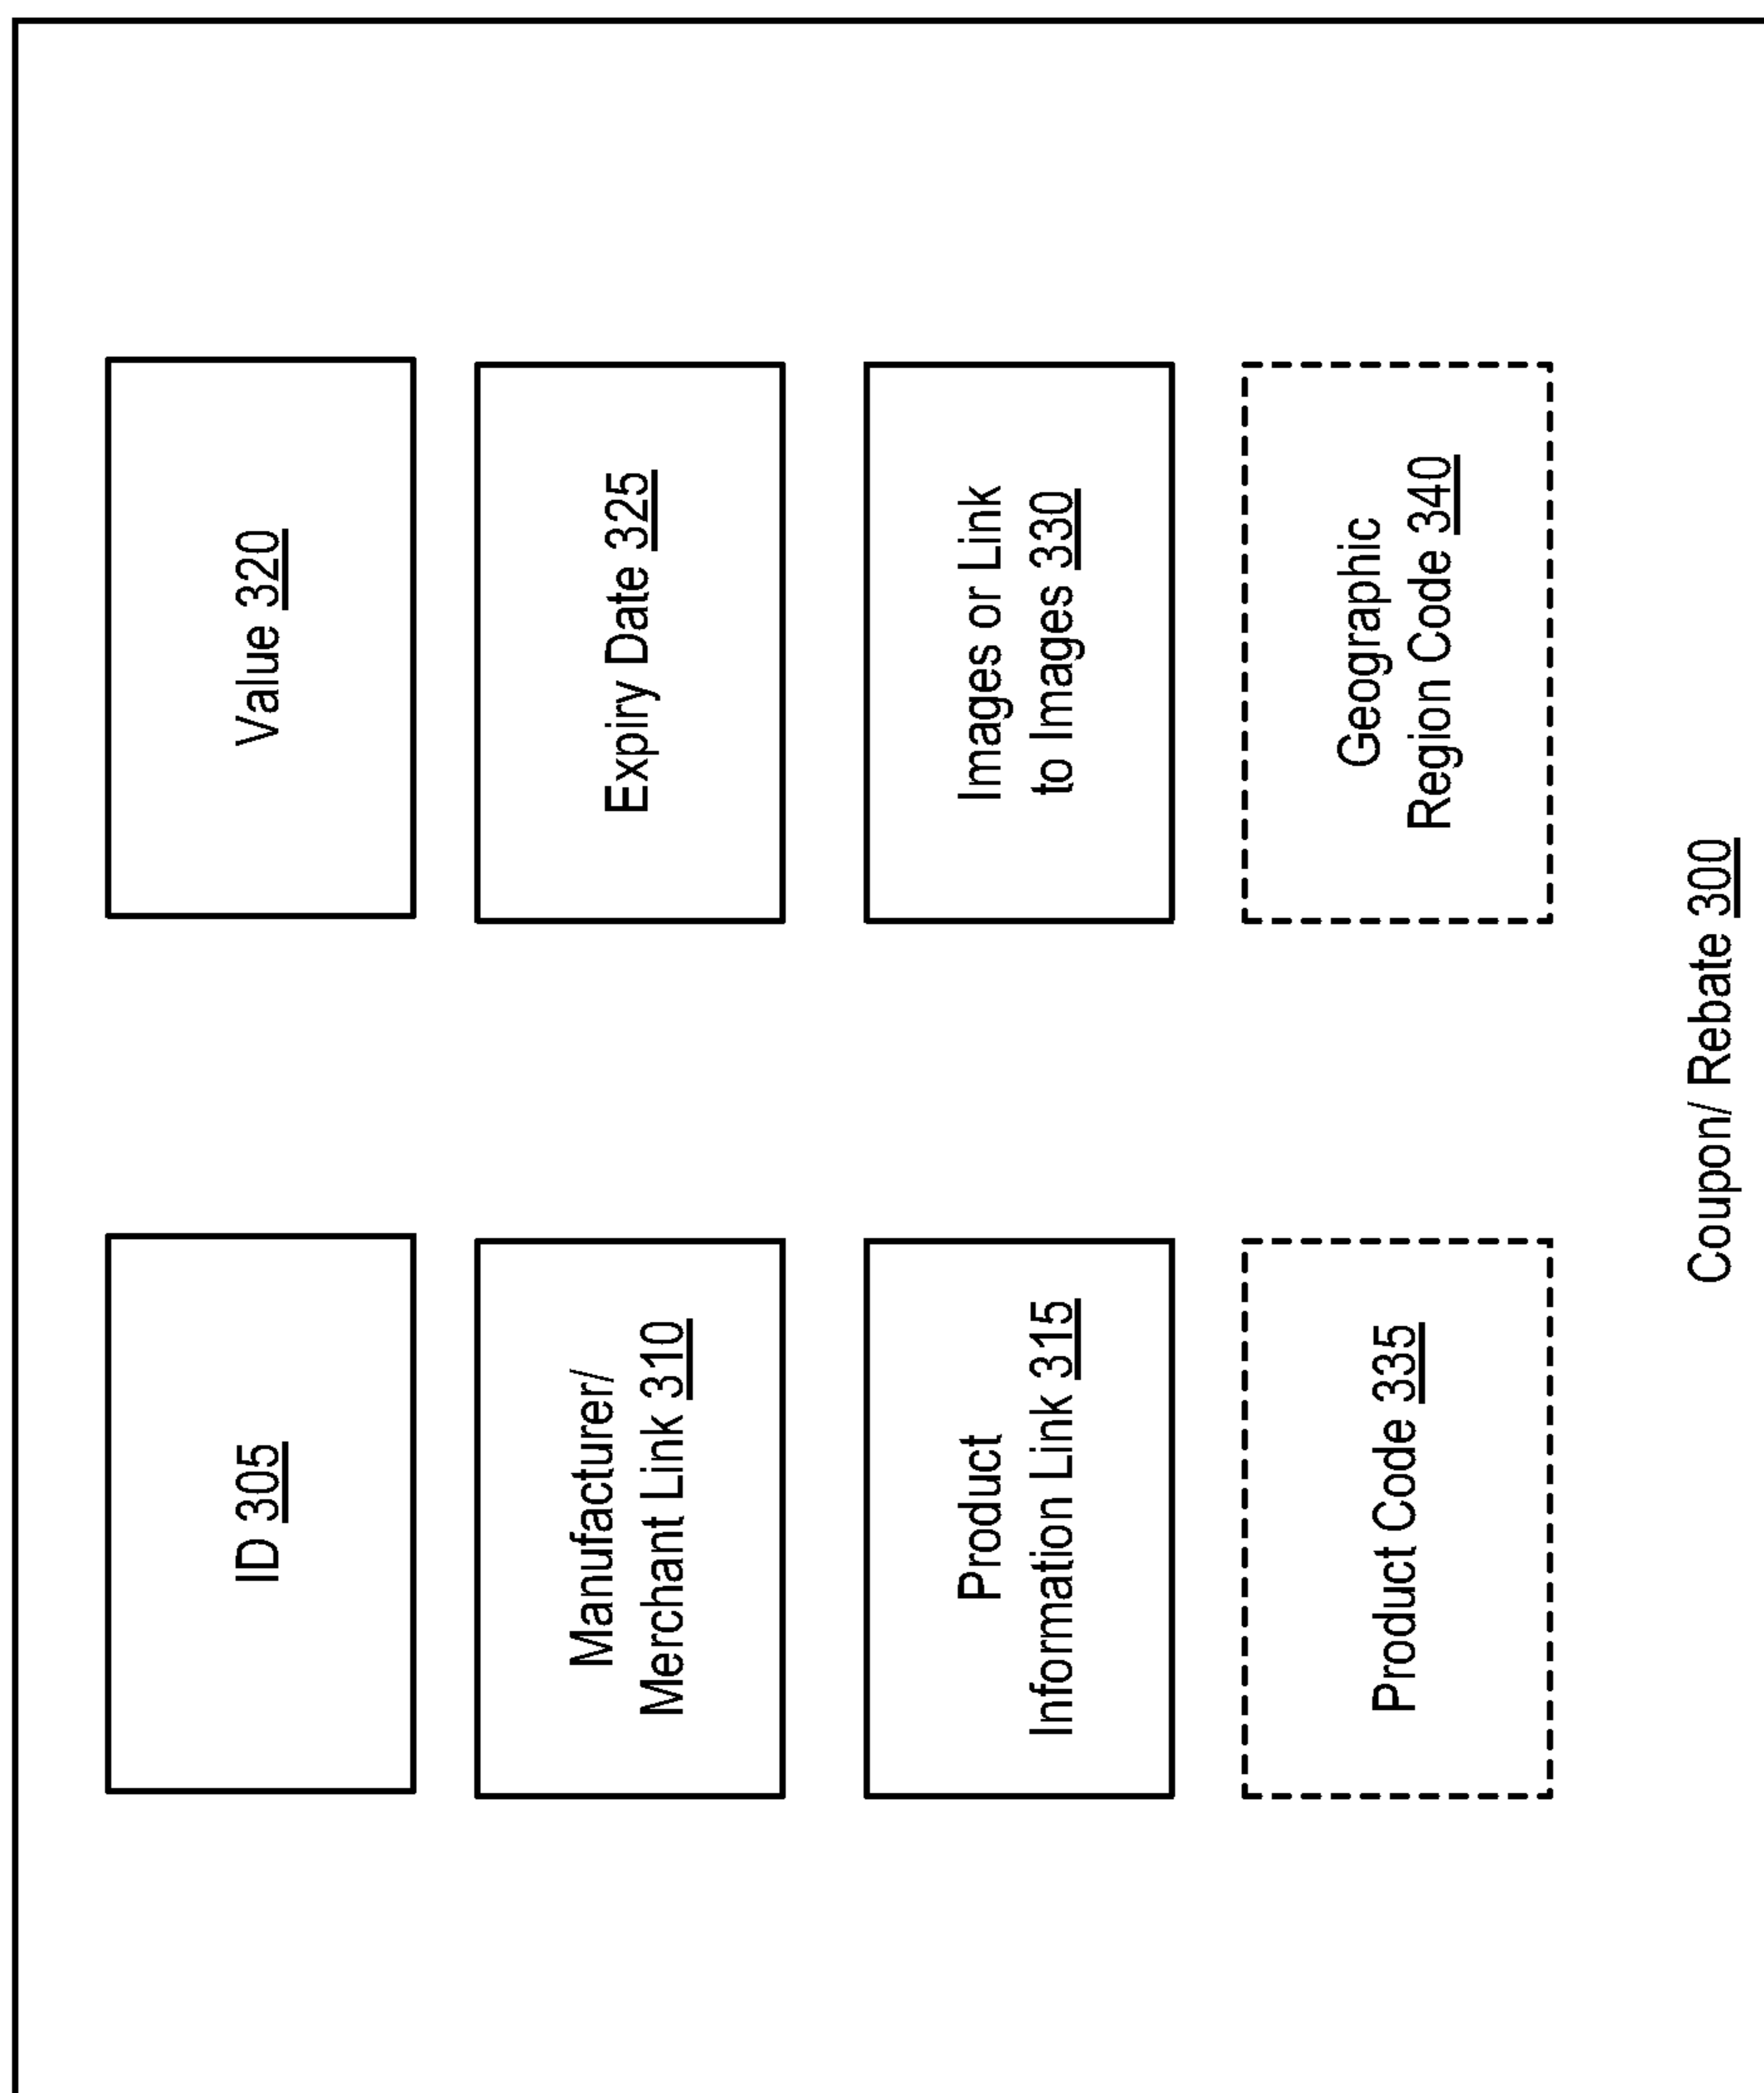 ID 305
Value 320
Manufacturer/
Merchant Link 310
Expiry Date 325
Product
Information Link 315
Images or Link
to Images 330
Product Code 335
Geographic
Region Code 340
Coupon/ Rebate 300